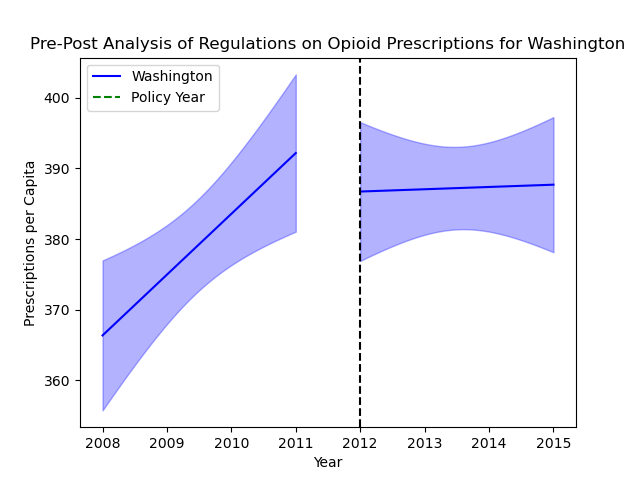 Pre-Post Analysis of Regulations on Opioid Prescriptions for Washington
Washington
Policy Year
Prescriptions per Capita
400
390
380
370
360
2008 2009 2010 2011 2012 2013 2014 2015
Year